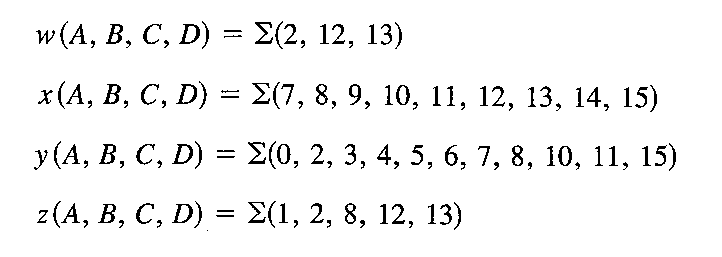 w(A, B, C, D) = Σ(2, 12, 13)
x(A, B, C, D) = Σ(7, 8, 9, 10, 11, 12, 13, 14, 15)
y(A, B, C, D) = Σ(0, 2, 3, 4, 5, 6, 7, 8, 10, 11, 15)
z(A, B, C, D) = Σ(1, 2, 8, 12, 13)